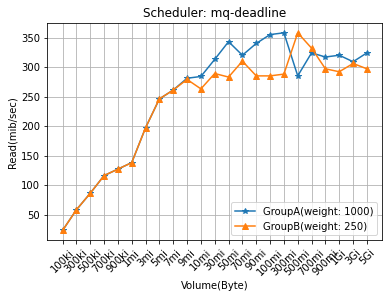 Scheduler: mq-deadline
Read(mib/sec)
350
300
250
200
150
100
50
GroupA(weight: 1000)
GroupB(weight: 250)
100ki 300ki 500ki 700ki 900ki 1mi 3mi 5mi 7mi 9mi 10mi 30mi 50mi 70mi 90mi 100mi 300mi 500mi 700mi 900mi 1Gi 3Gi 5Gi
Volume(Byte)